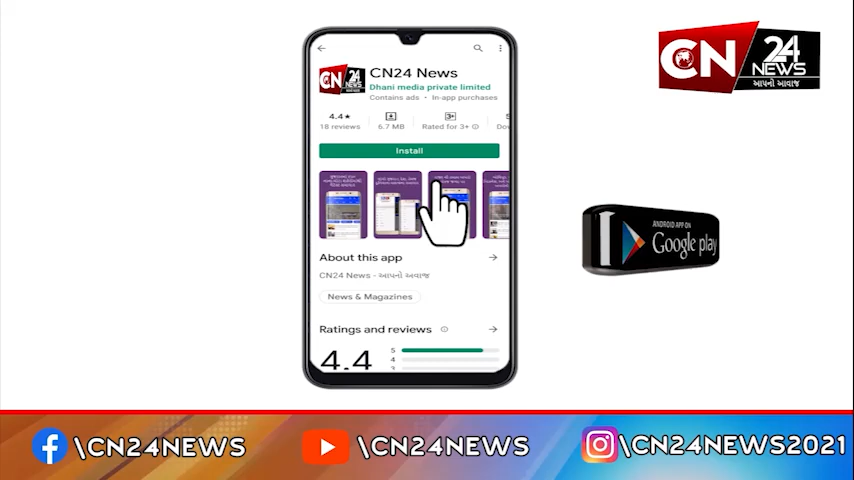 CN24 News
Dhani media private limited
Contains ads • In-app purchases
4.4★
18 reviews
6.7 MB
3+
Rated for 3+
Install
About this app
CN24 News - આપનો અવાજ
News & Magazines
Ratings and reviews
4.4
5
4
3
CN 24
NEWS
આપનો અવાજ
ANDROID APP ON
Google play
\CN24NEWS
\CN24NEWS
\CN24NEWS2021